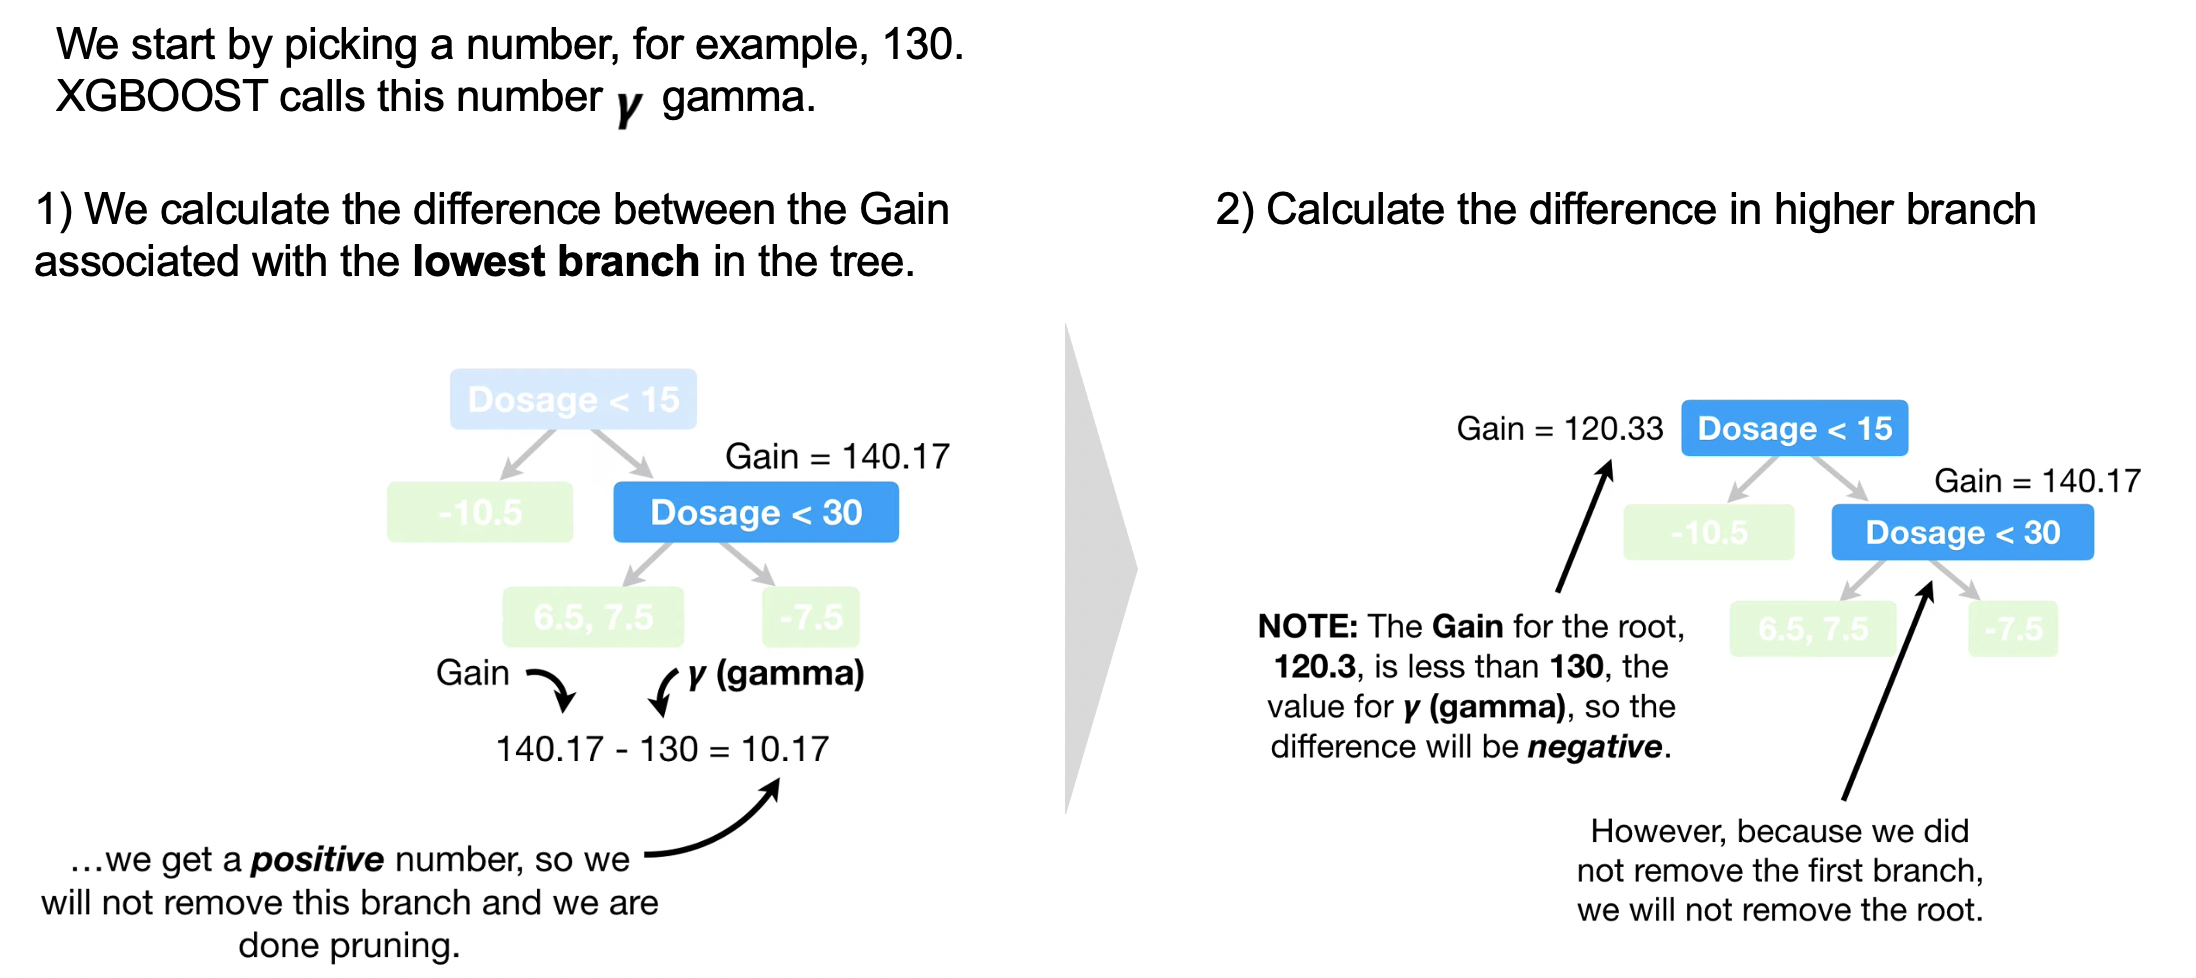 We start by picking a number, for example, 130.
XGBOOST calls this number γ gamma.
1) We calculate the difference between the Gain
associated with the lowest branch in the tree.
Dosage < 15
Gain = 140.17
-10.5
Dosage < 30
6.5, 7.5
-7.5
Gain
γ (gamma)
140.17 - 130 = 10.17
...we get a positive number, so we
will not remove this branch and we are
done pruning.
2) Calculate the difference in higher branch
Gain = 120.33
Dosage < 15
Gain = 140.17
-10.5
Dosage < 30
6.5, 7.5
-7.5
NOTE: The Gain for the root,
120.3, is less than 130, the
value for γ (gamma), so the
difference will be negative.
However, because we did
not remove the first branch,
we will not remove the root.